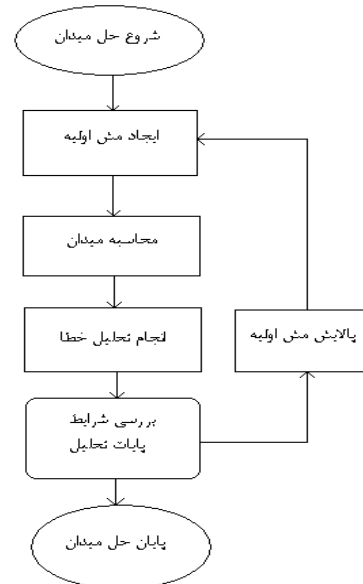 شروع حل میدان
ایجاد مش اولیه
محاسبه میدان
انجام تحلیل خطا
پالایش مش اولیه
بررسی شرایط
پایات تحلیل
پایان حل میدان